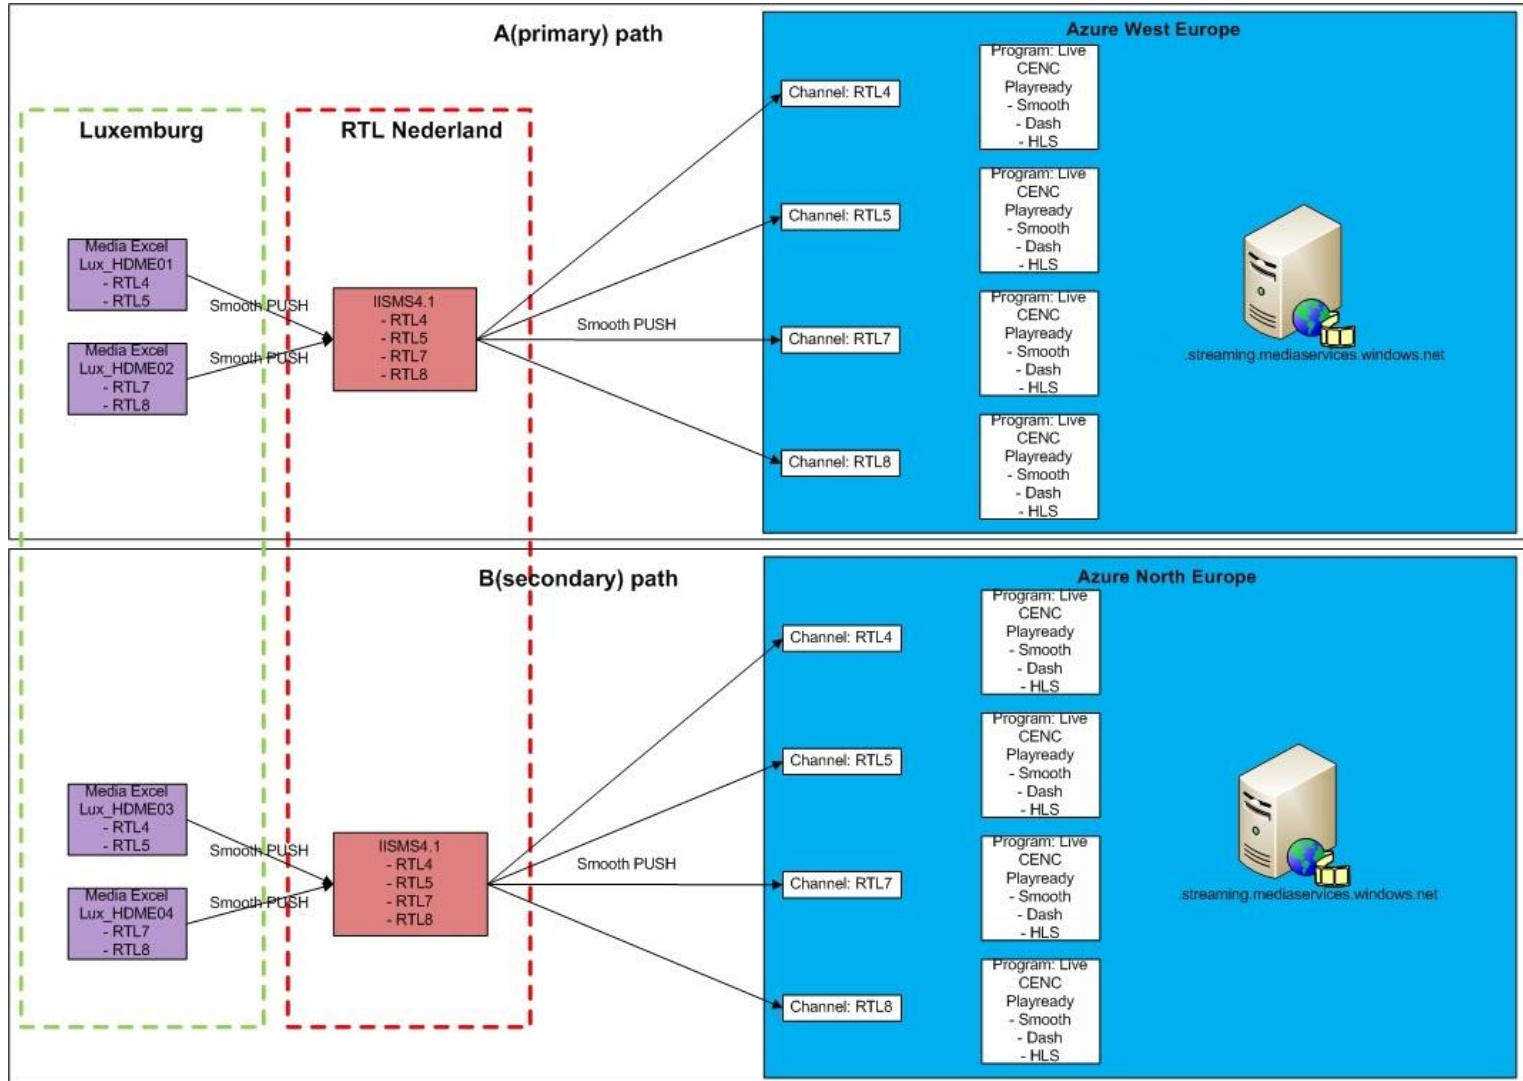 A(primary) path
Azure West Europe
Luxemburg
RTL Nederland
Media Excel
Lux_HDME01
- RTL4
- RTL5
Smooth PUSH
Media Excel
Lux_HDME02
- RTL7
- RTL8
Smooth PUSH
IISMS4.1
- RTL4
- RTL5
- RTL7
- RTL8
Smooth PUSH
Channel: RTL4
Program: Live
CENC
Playready
- Smooth
- Dash
- HLS
Channel: RTL5
Program: Live
CENC
Playready
- Smooth
- Dash
- HLS
Channel: RTL7
Program: Live
CENC
Playready
- Smooth
- Dash
- HLS
Channel: RTL8
Program: Live
CENC
Playready
- Smooth
- Dash
- HLS
.streaming.mediaservices.windows.net
B(secondary) path
Azure North Europe
Media Excel
Lux_HDME03
- RTL4
- RTL5
Smooth PUSH
Media Excel
Lux_HDME04
- RTL7
- RTL8
Smooth PUSH
IISMS4.1
- RTL4
- RTL5
- RTL7
- RTL8
Smooth PUSH
Channel: RTL4
Program: Live
CENC
Playready
- Smooth
- Dash
- HLS
Channel: RTL5
Program: Live
CENC
Playready
- Smooth
- Dash
- HLS
Channel: RTL7
Program: Live
CENC
Playready
- Smooth
- Dash
- HLS
Channel: RTL8
Program: Live
CENC
Playready
- Smooth
- Dash
- HLS
.streaming.mediaservices.windows.net